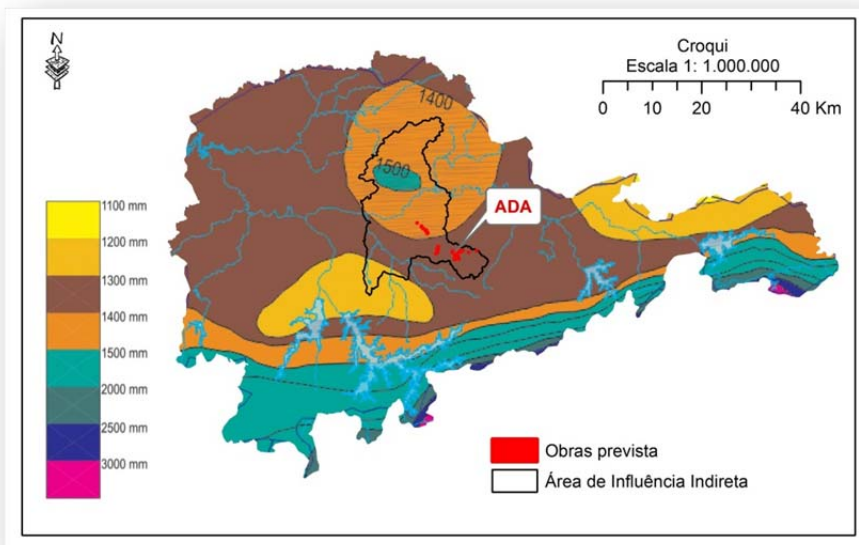 N
Croqui
Escala 1: 1.000.000
0 10 20 40 Km
1400
1500
ADA
1100 mm
1200 mm
1300 mm
1400 mm
1500 mm
2000 mm
2500 mm
3000 mm
Obras prevista
Área de Influência Indireta